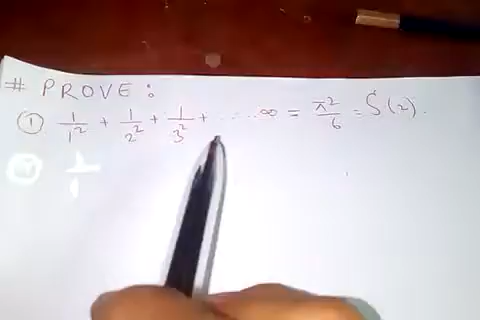 # PROVE :
① 1/1² + 1/2² + 1/3² + ..... ∞ = π²/6 = ζ(2).